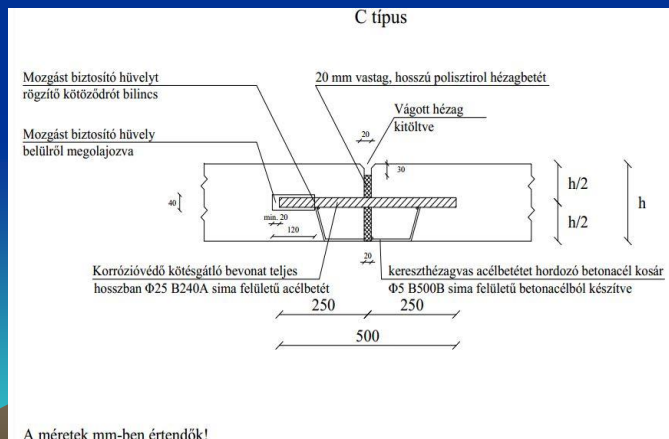 C típus
Mozgást biztosító hüvelyt
rögzítő kötöződrót bilincs
20 mm vastag, hosszú polisztirol hézagbetét
Vágott hézag
kitöltve
Mozgást biztosító hüvely
belülről megolajozva
20
30
h/2
h
40
h/2
min. 20
120
20
Korrózióvédő kötésgátló bevonat teljes
hosszban Φ25 B240A sima felületű acélbetét
kereszthézagvas acélbetétet hordozó betonacél kosár
Φ5 B500B sima felületű betonacélból készítve
250
250
500
A méretek mm-ben értendők!